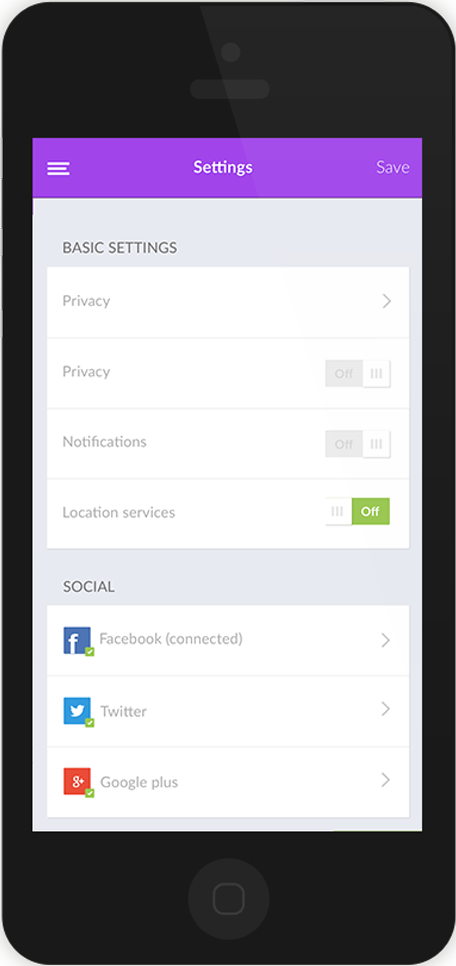 Settings Save
BASIC SETTINGS
Privacy
Privacy Off
Notifications Off
Location services Off
SOCIAL
f Facebook (connected)
Twitter
g+ Google plus